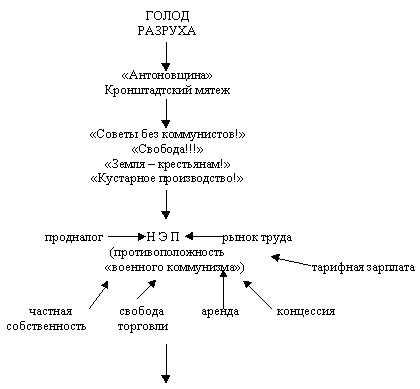 ГОЛОД
РАЗРУХА
«Антоновщина»
Кронштадтский мятеж
«Советы без коммунистов!»
«Свобода!!!»
«Земля – крестьянам!»
«Кустарное производство!»
продналог Н Э П рынок труда
(противоположность
«военного коммунизма») тарифная зарплата
частная свобода аренда концессия
собственность торговли